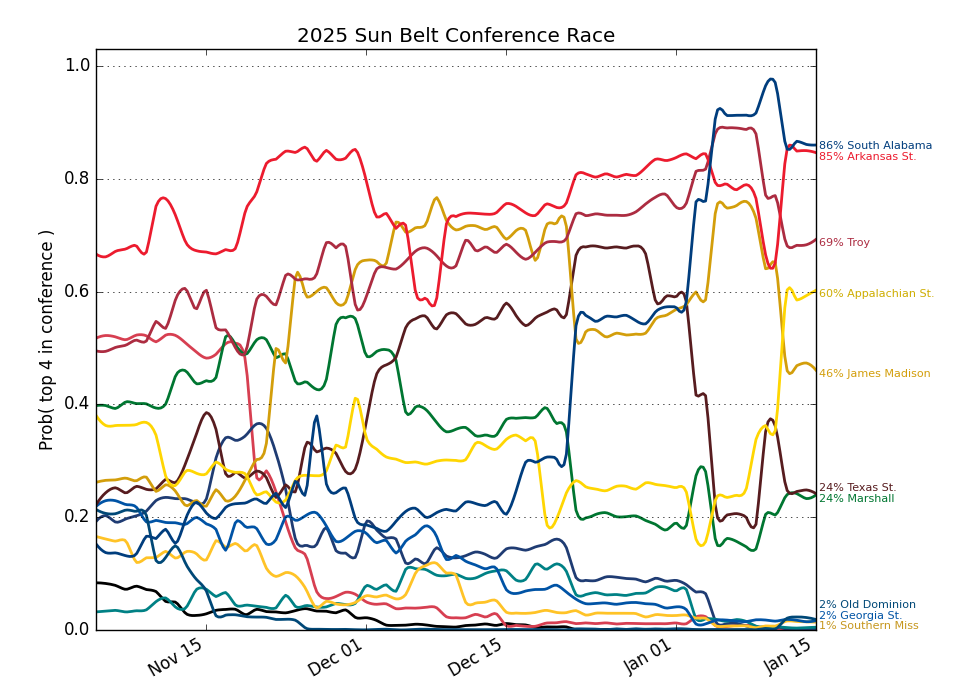 2025 Sun Belt Conference Race
Prob( top 4 in conference )
1.0
0.8
0.6
0.4
0.2
0.0
Nov 15
Dec 01
Dec 15
Jan 01
Jan 15
86% South Alabama
85% Arkansas St.
69% Troy
60% Appalachian St.
46% James Madison
24% Texas St.
24% Marshall
2% Old Dominion
2% Georgia St.
1% Southern Miss